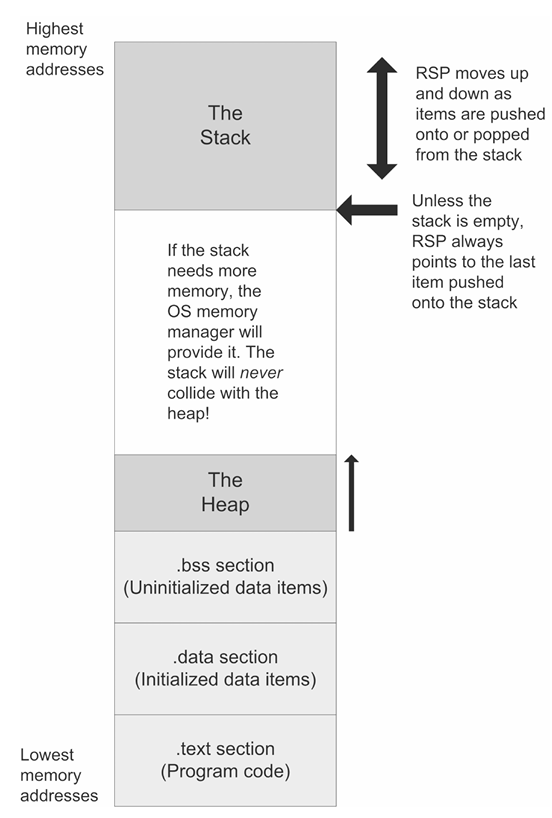 Highest
memory
addresses
The
Stack
RSP moves up
and down as
items are pushed
onto or popped
from the stack
Unless the
stack is empty,
RSP always
points to the last
item pushed
onto the stack
If the stack
needs more
memory, the
OS memory
manager will
provide it. The
stack will never
collide with the
heap!
The
Heap
.bss section
(Uninitialized data items)
.data section
(Initialized data items)
.text section
(Program code)
Lowest
memory
addresses